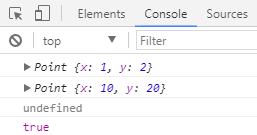 Elements Console Sources
top Filter
Point {x: 1, y: 2}
Point {x: 10, y: 20}
undefined
true